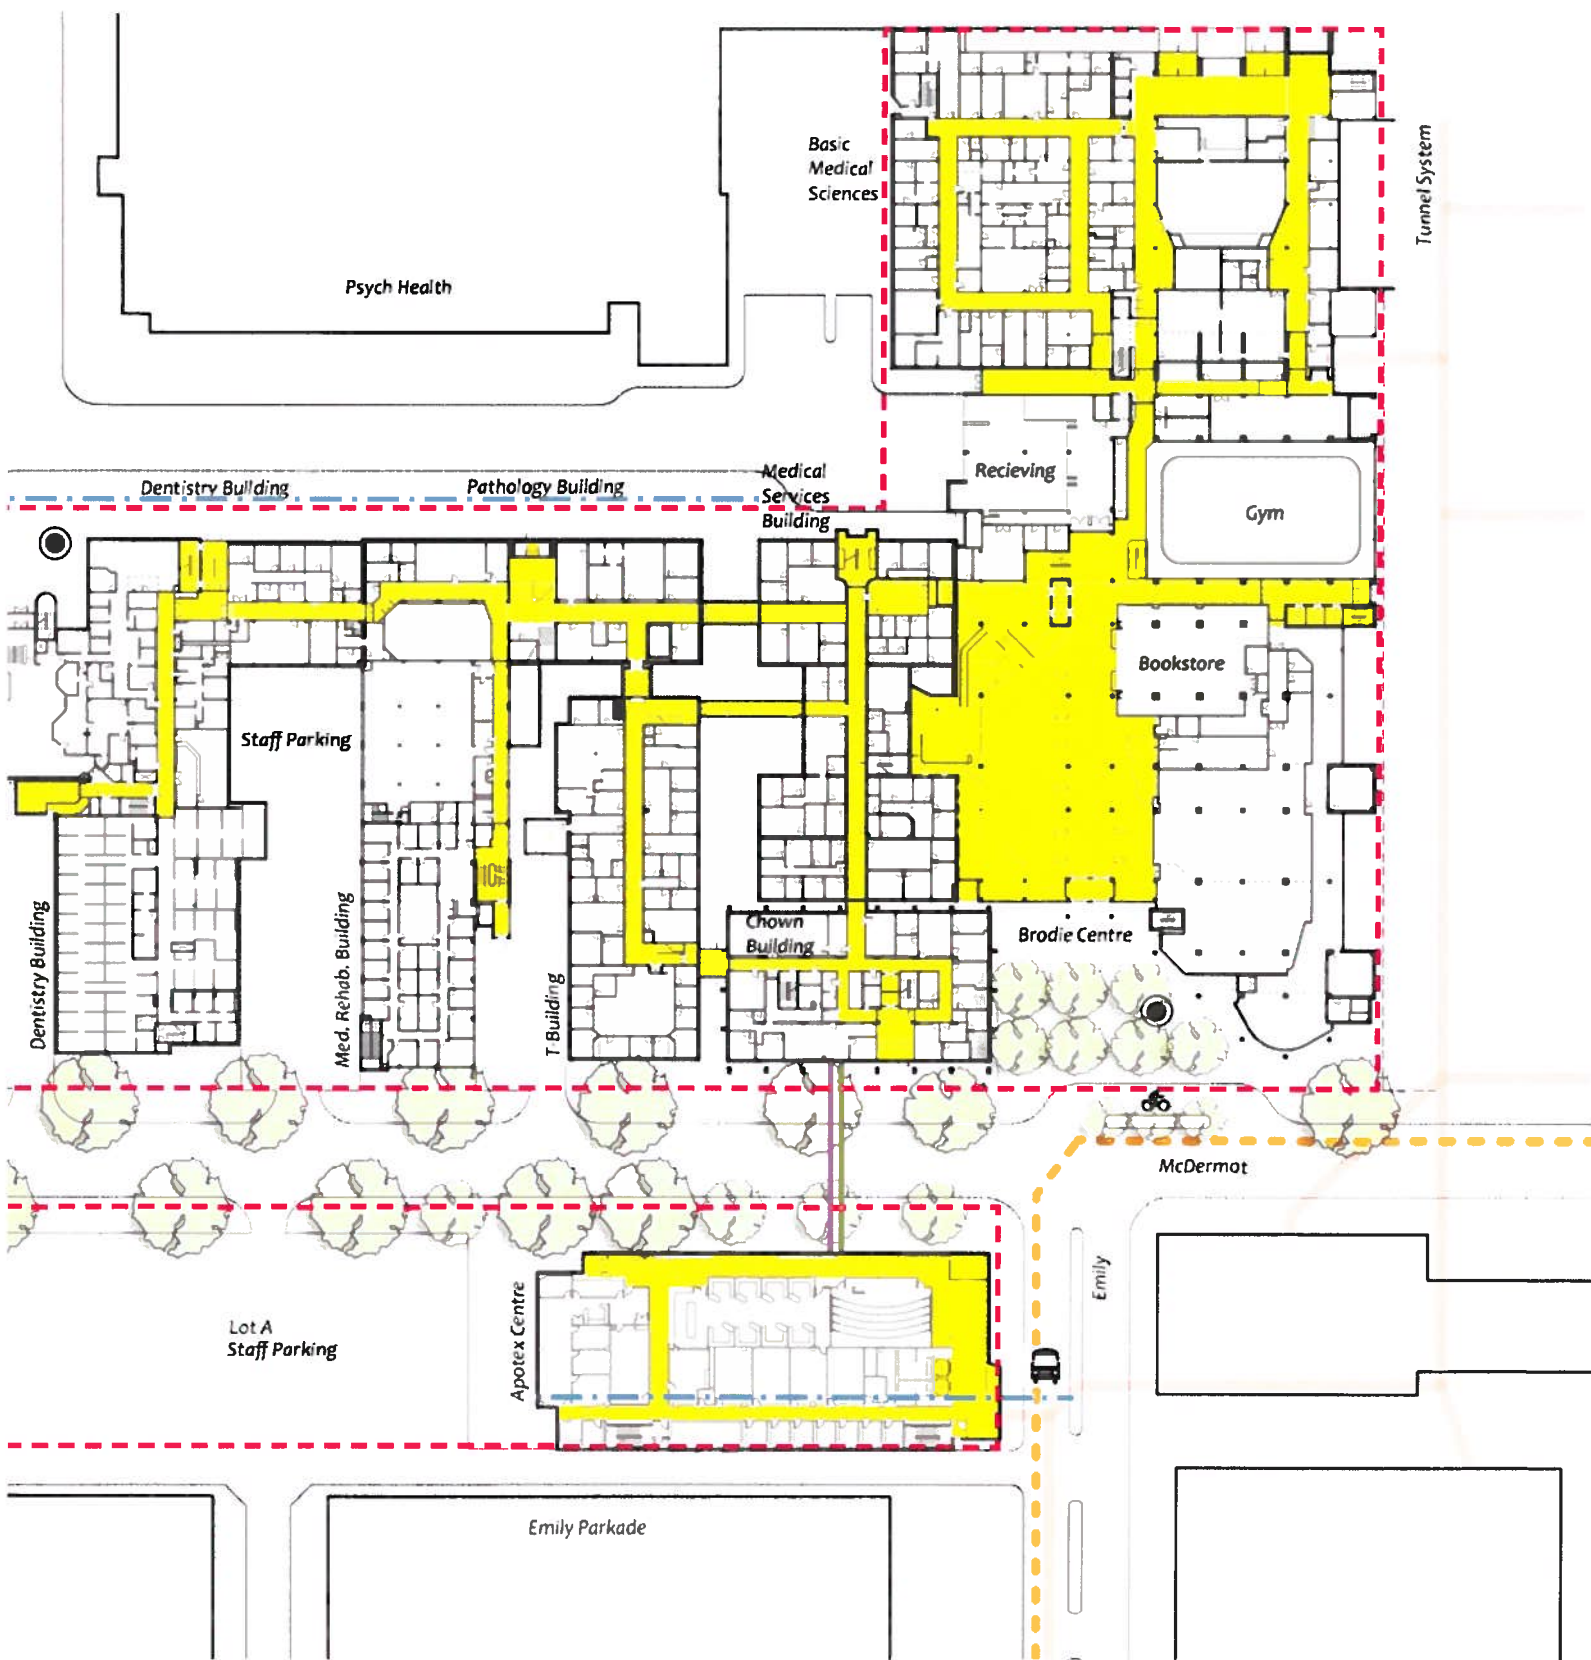 Basic
Medical
Sciences
Tunnel System
Psych Health
Medical
Services
Building
Recieving
Dentistry Building
Pathology Building
Gym
Bookstore
Staff Parking
Dentistry Building
Med. Rehab. Building
T-Building
Chown
Building
Brodie Centre
McDermot
Emily
Apotex Centre
Lot A
Staff Parking
Emily Parkade